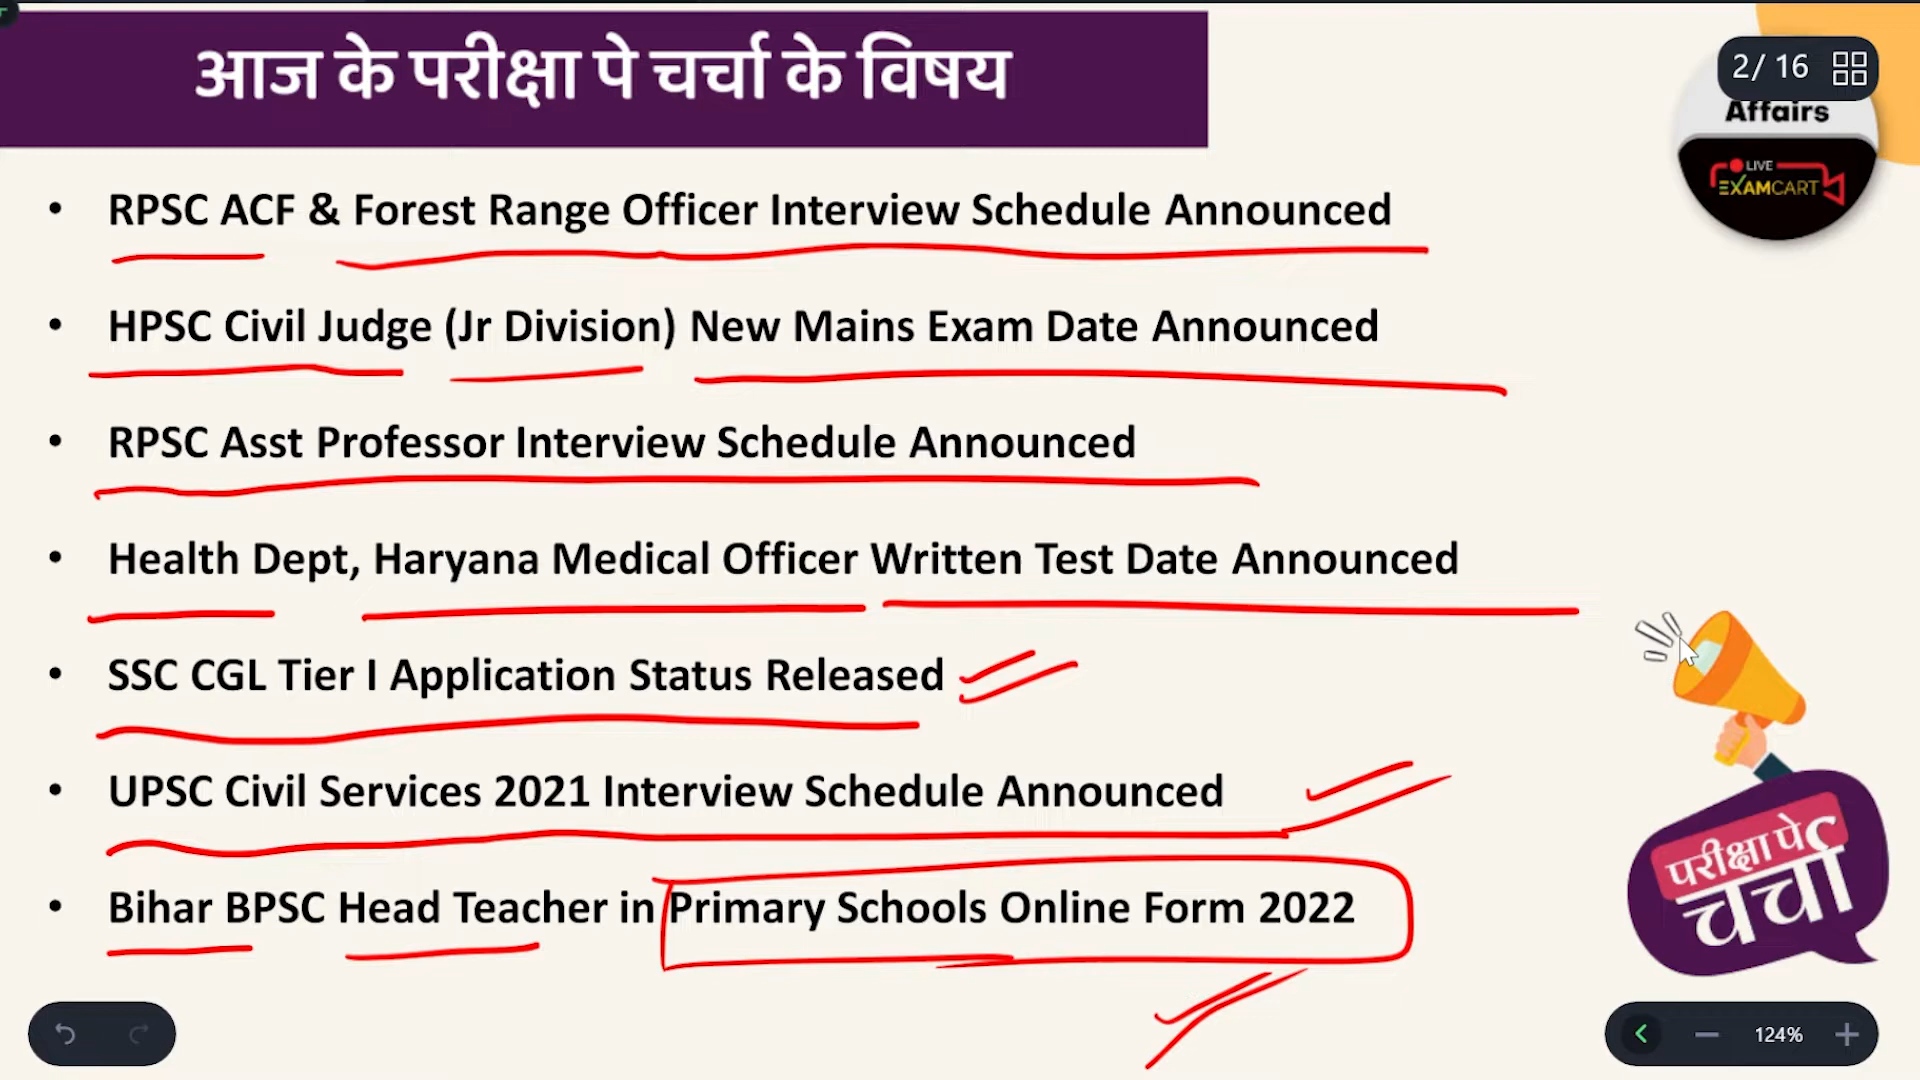 आज के परीक्षा पे चर्चा के विषय
2/ 16
Affairs
LIVE
EXAMCART
• RPSC ACF & Forest Range Officer Interview Schedule Announced
• HPSC Civil Judge (Jr Division) New Mains Exam Date Announced
• RPSC Asst Professor Interview Schedule Announced
• Health Dept, Haryana Medical Officer Written Test Date Announced
• SSC CGL Tier I Application Status Released
• UPSC Civil Services 2021 Interview Schedule Announced
• Bihar BPSC Head Teacher in Primary Schools Online Form 2022
परीक्षा पे
चर्चा
124%